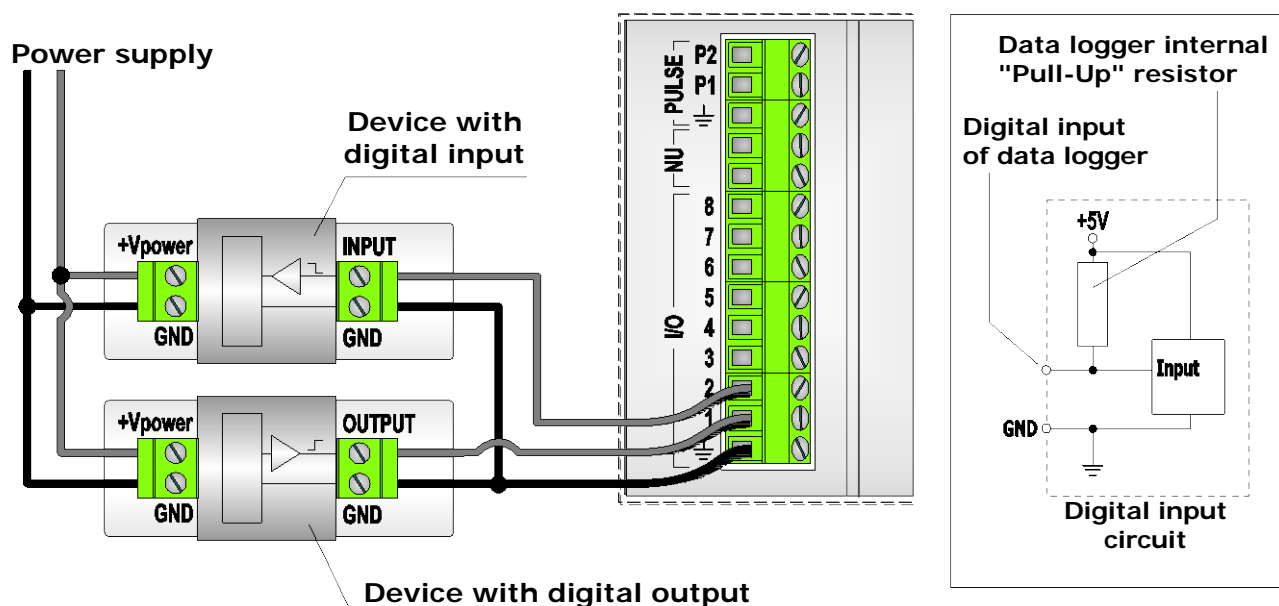 Power supply
Device with
digital input
+Vpower
GND
INPUT
GND
+Vpower
GND
OUTPUT
GND
Device with digital output
PULSE
P2
P1
NU
I/O
8
7
6
5
4
3
2
1
Data logger internal
"Pull-Up" resistor
Digital input
of data logger
+5V
Input
GND
Digital input
circuit